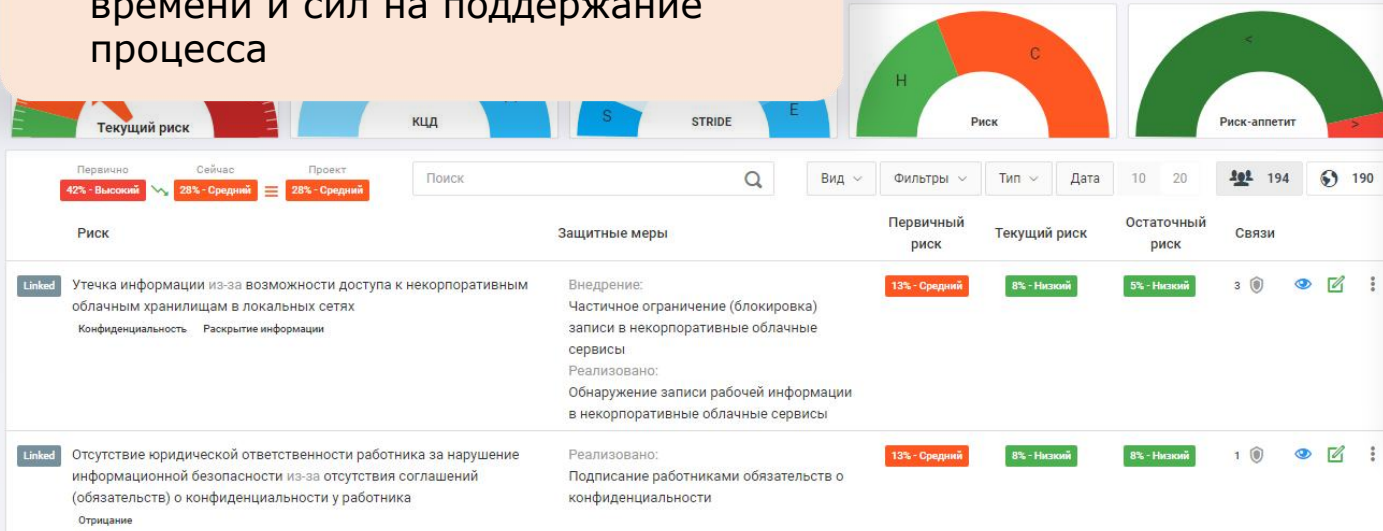 времени и сил на поддержание
процесса
Текущий риск
КЦД
S
STRIDE
E
Н
С
Риск
<
Риск-аппетит
>
Первично
Сейчас
Проект
42% - Высокий
28% - Средний
28% - Средний
Поиск
Вид
Фильтры
Тип
Дата
10
20
194
190
Риск
Защитные меры
Первичный
риск
Текущий риск
Остаточный
риск
Связи
Linked
Утечка информации из-за возможности доступа к некорпоративным
облачным хранилищам в локальных сетях
Конфиденциальность Раскрытие информации
Внедрение:
Частичное ограничение (блокировка)
записи в некорпоративные облачные
сервисы
Реализовано:
Обнаружение записи рабочей информации
в некорпоративные облачные сервисы
13% - Средний
8% - Низкий
5% - Низкий
3
Linked
Отсутствие юридической ответственности работника за нарушение
информационной безопасности из-за отсутствия соглашений
(обязательств) о конфиденциальности у работника
Отрицание
Реализовано:
Подписание работниками обязательств о
конфиденциальности
13% - Средний
8% - Низкий
8% - Низкий
1